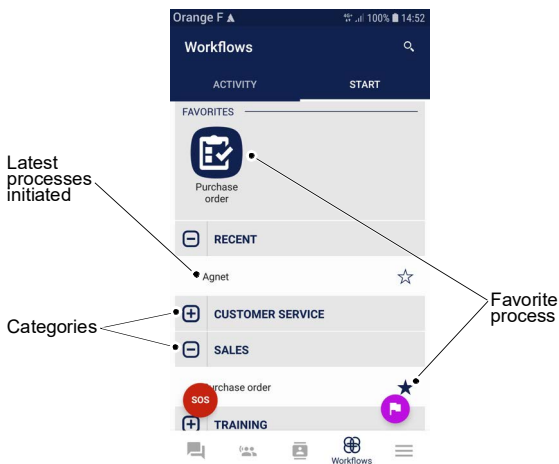 Orange F 4G 100% 14:52
Workflows
ACTIVITY START
FAVORITES
Purchase
order
Latest
processes
initiated
RECENT
Agnet
CUSTOMER SERVICE
Favorite
process
Categories
SALES
urchase order
SOS
TRAINING
Workflows